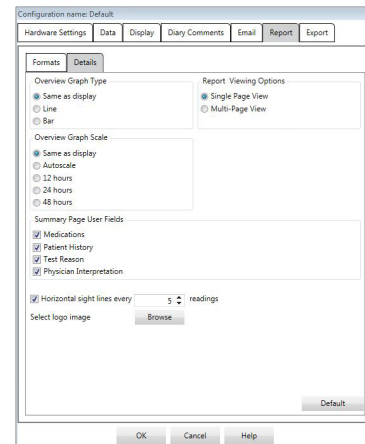 Configuration name: Default
Hardware Settings Data Display Diary Comments Email Report Export
Formats Details
Overview Graph Type
Same as display
Line
Bar
Report Viewing Options
Single Page View
Multi-Page View
Overview Graph Scale
Same as display
Autoscale
12 hours
24 hours
48 hours
Summary Page User Fields
Medications
Patient History
Test Reason
Physician Interpretation
Horizontal sight lines every 5 readings
Select logo image Browse
Default
OK Cancel Help